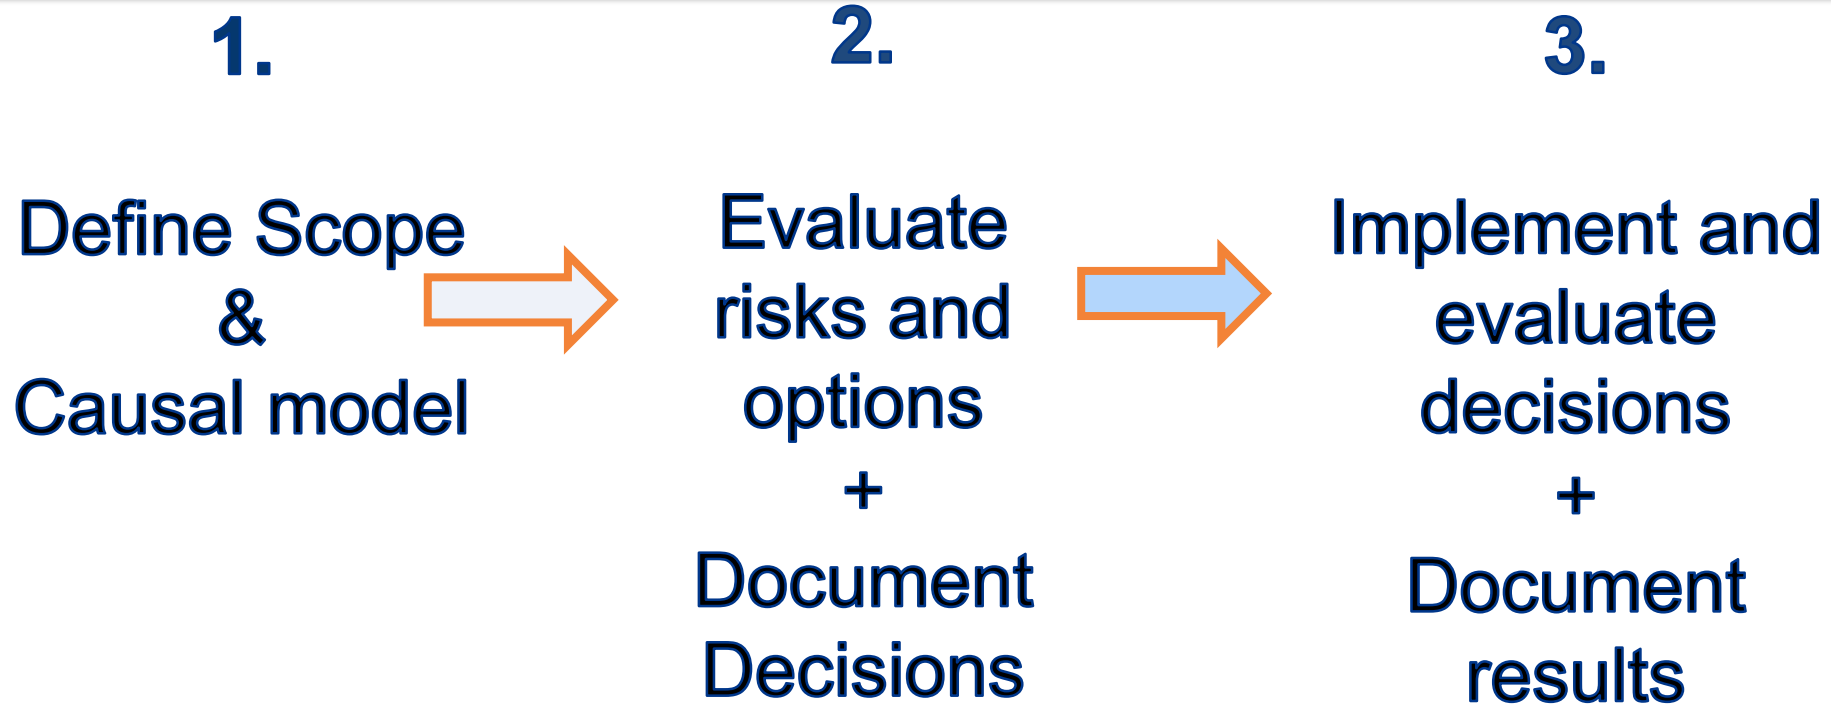 1.
Define Scope
&
Causal model
2.
Evaluate
risks and
options
+
Document
Decisions
3.
Implement and
evaluate
decisions
+
Document
results